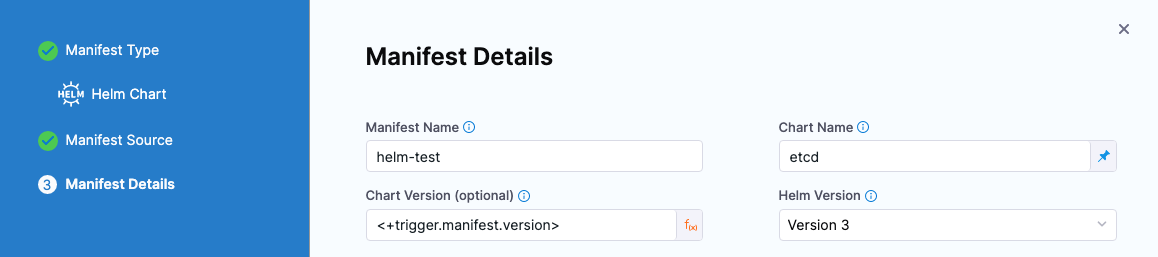 Manifest Type
HELM Helm Chart
Manifest Source
3 Manifest Details
Manifest Details
Manifest Name
Chart Name
helm-test
etcd
Chart Version (optional)
Helm Version
<+trigger.manifest.version>
f(x)
Version 3